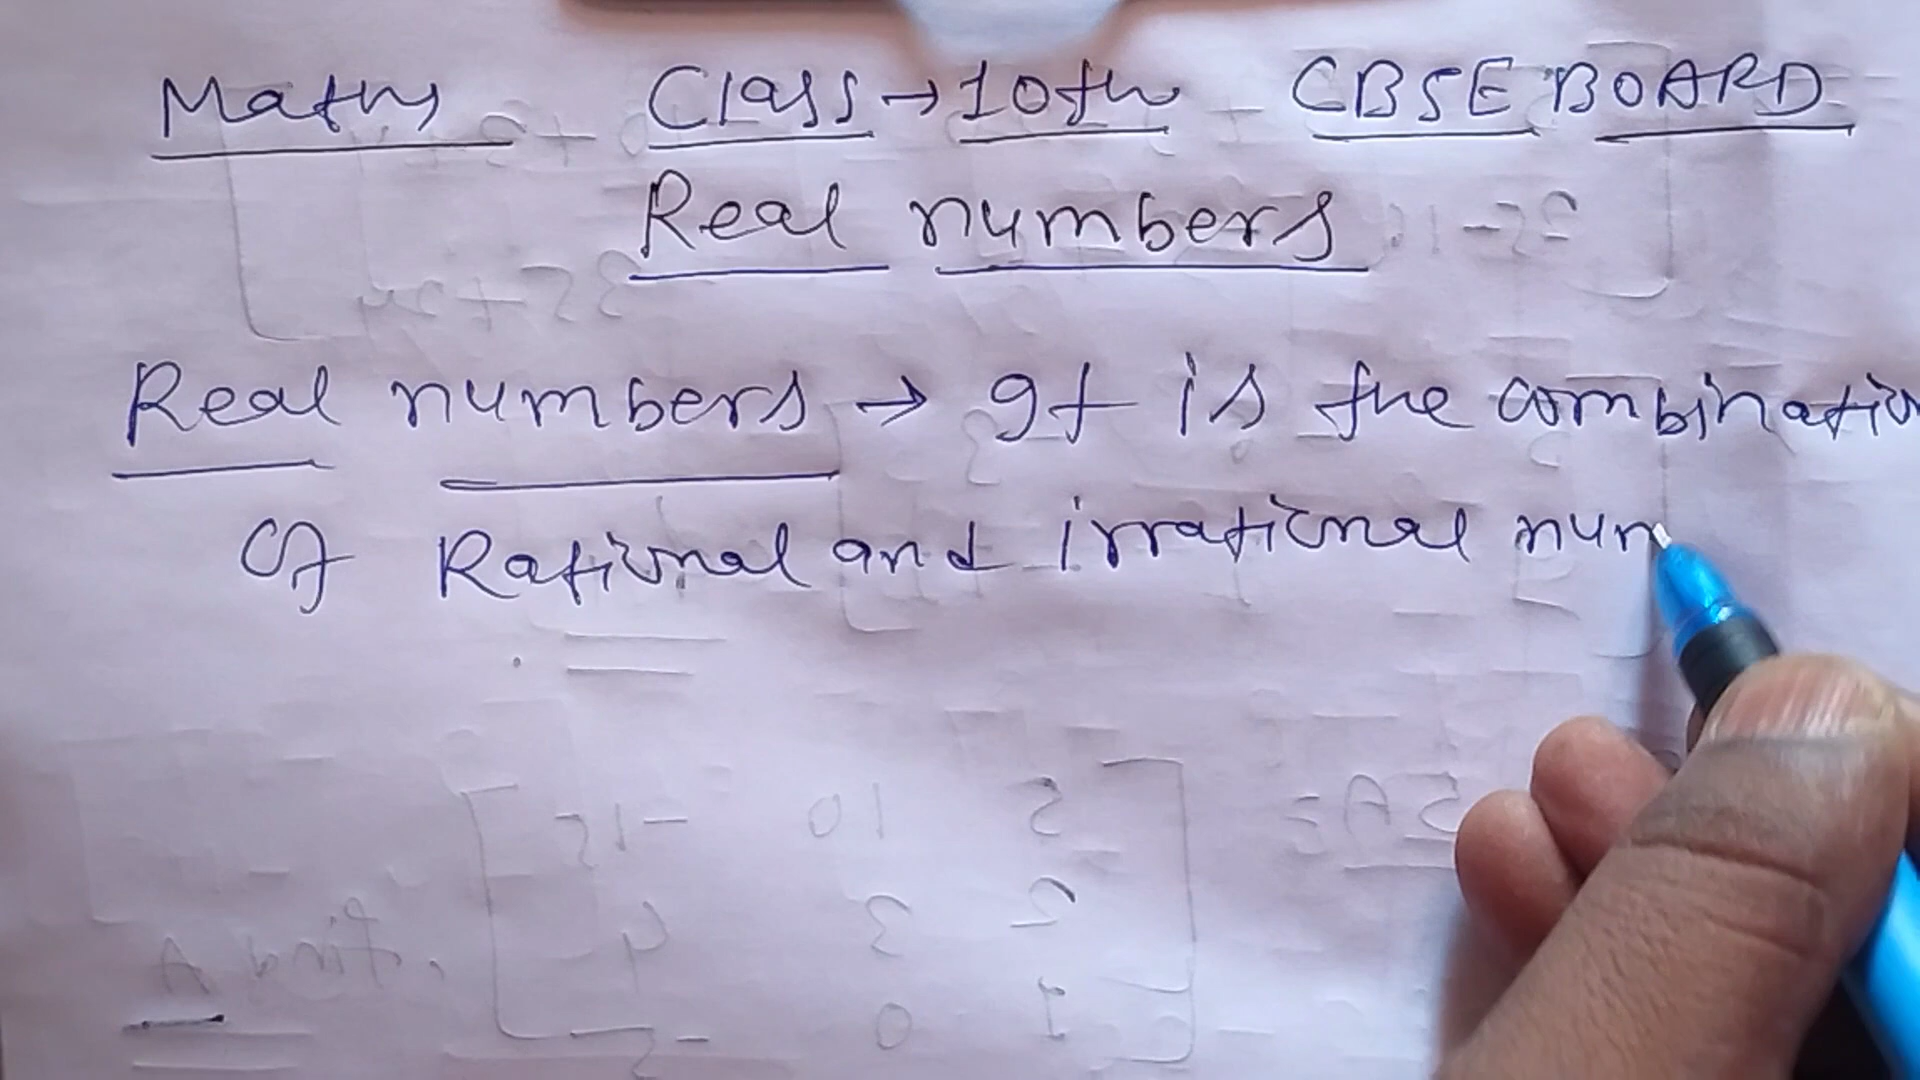 Maths Class → 10th CBSE BOARD
Real numbers
Real numbers → It is the combinatio
of Rational and irrational num